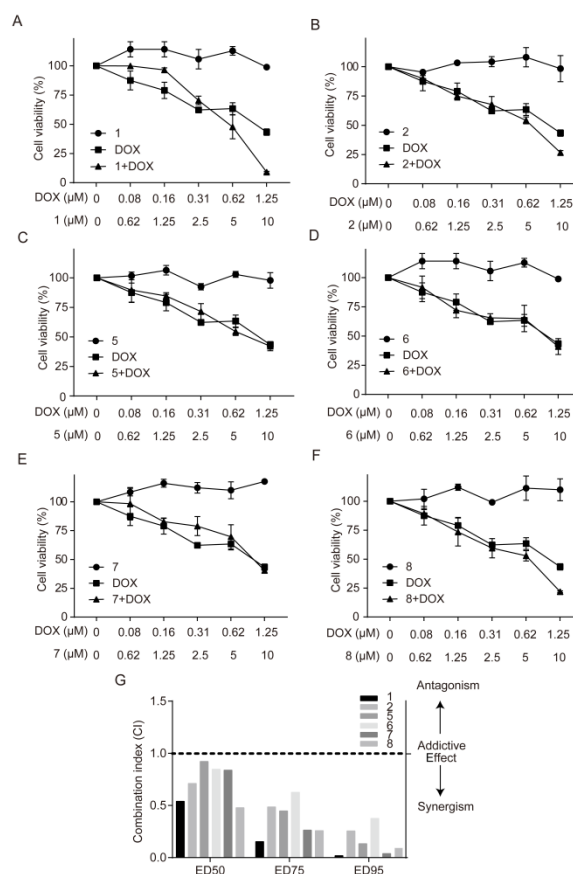 A
Cell viability (%)
125
100
75
50
25
0
1
DOX
1+DOX
DOX (µM) 0 0.08 0.16 0.31 0.62 1.25
1 (µM) 0 0.62 1.25 2.5 5 10
B
Cell viability (%)
125
100
75
50
25
0
2
DOX
2+DOX
DOX (µM) 0 0.08 0.16 0.31 0.62 1.25
2 (µM) 0 0.62 1.25 2.5 5 10
C
Cell viability (%)
125
100
75
50
25
0
5
DOX
5+DOX
DOX (µM) 0 0.08 0.16 0.31 0.62 1.25
5 (µM) 0 0.62 1.25 2.5 5 10
D
Cell viability (%)
125
100
75
50
25
0
6
DOX
6+DOX
DOX (µM) 0 0.08 0.16 0.31 0.62 1.25
6 (µM) 0 0.62 1.25 2.5 5 10
E
Cell viability (%)
100
75
50
25
0
7
DOX
7+DOX
DOX (µM) 0 0.08 0.16 0.31 0.62 1.25
7 (µM) 0 0.62 1.25 2.5 5 10
F
Cell viability (%)
125
100
75
50
25
0
8
DOX
8+DOX
DOX (µM) 0 0.08 0.16 0.31 0.62 1.25
8 (µM) 0 0.62 1.25 2.5 5 10
G
Combination index (CI)
1.5
1.0
0.5
0.0
1
2
5
6
7
8
ED50 ED75 ED95
Antagonism
Addictive
Effect
Synergism